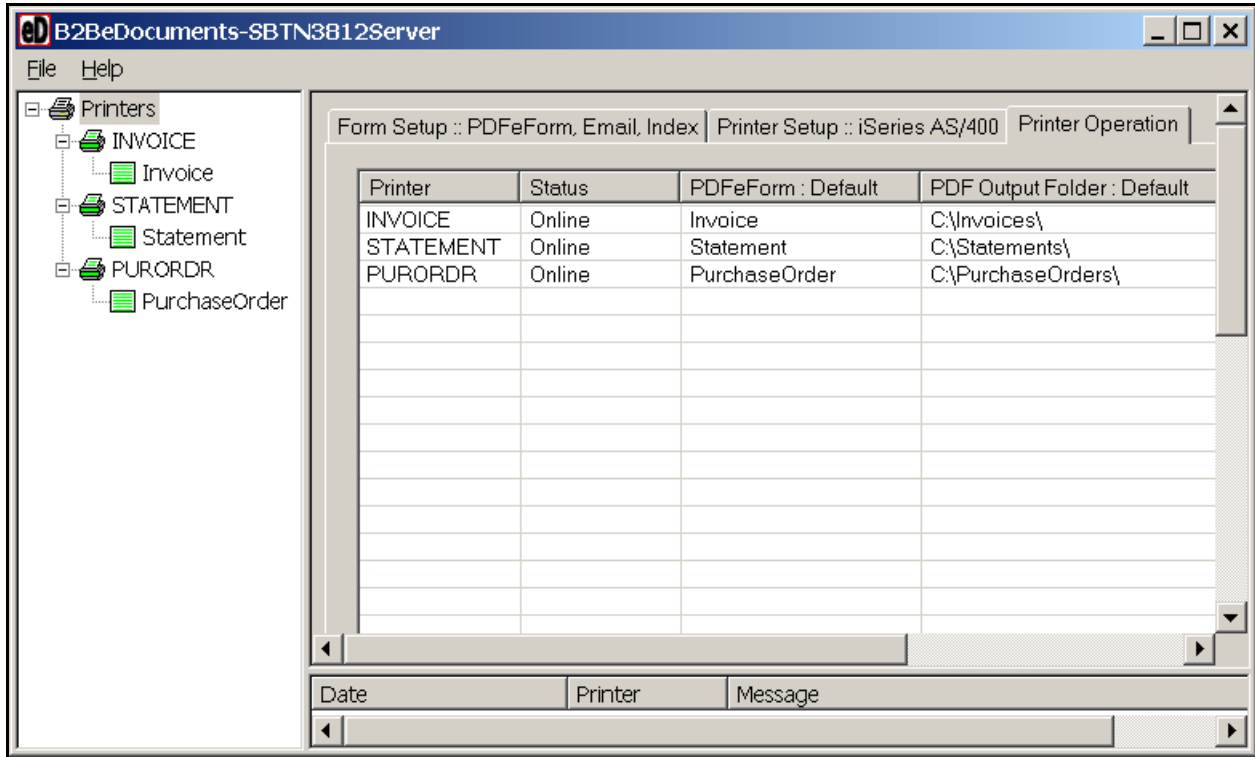 eD B2BeDocuments-SBTN3812Server
File Help
Printers
INVOICE
Invoice
STATEMENT
Statement
PURORDR
PurchaseOrder
Form Setup :: PDFeForm, Email, Index Printer Setup :: iSeries AS/400 Printer Operation
Printer Status PDFeForm : Default PDF Output Folder : Default
INVOICE Online Invoice C:\Invoices\
STATEMENT Online Statement C:\Statements\
PURORDR Online PurchaseOrder C:\PurchaseOrders\
Date Printer Message